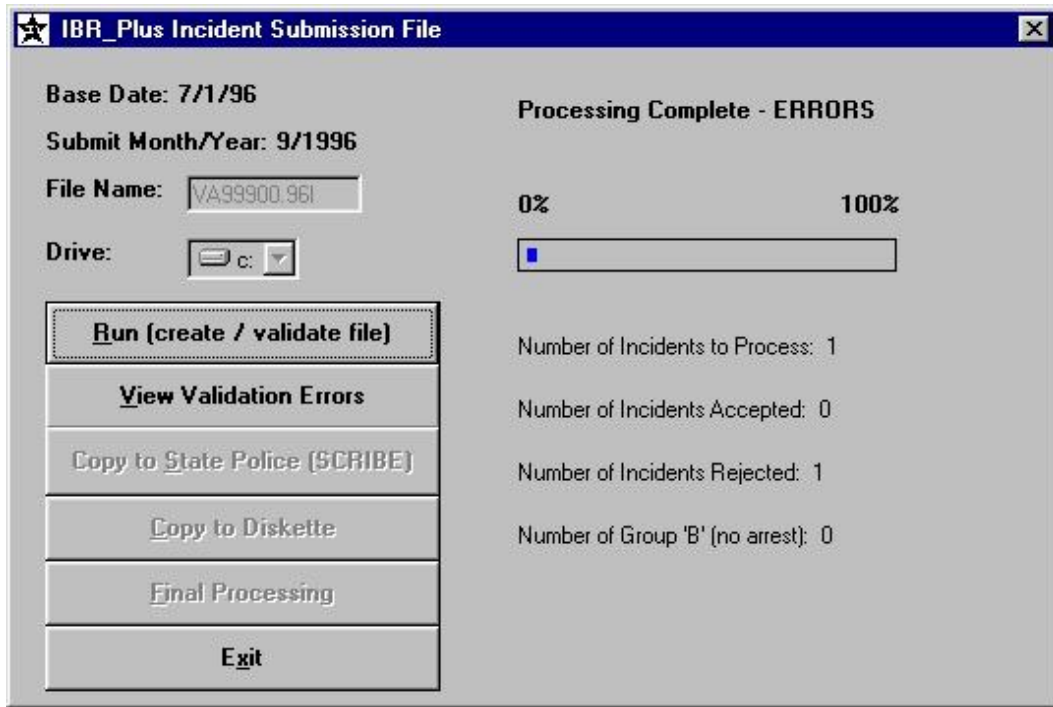 IBR_Plus Incident Submission File
Base Date: 7/1/96
Submit Month/Year: 9/1996
File Name: VA99900.96I
Drive: c:
Run (create / validate file)
View Validation Errors
Copy to State Police (SCRIBE)
Copy to Diskette
Final Processing
Exit
Processing Complete - ERRORS
0% 100%
Number of Incidents to Process: 1
Number of Incidents Accepted: 0
Number of Incidents Rejected: 1
Number of Group 'B' (no arrest): 0